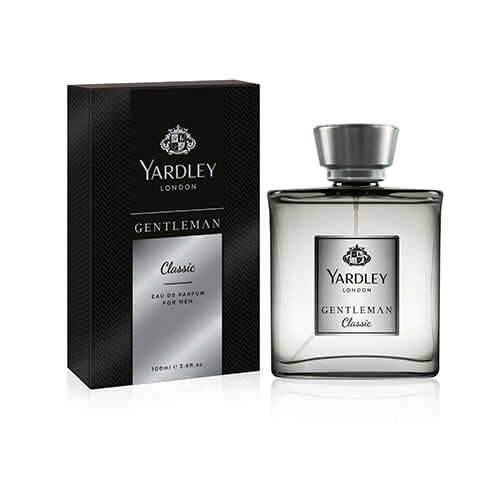 YARDLEY
LONDON
GENTLEMAN
Classic
EAU DE PARFUM
FOR MEN
100ml ℮ 3.4fl.oz.
YARDLEY
LONDON
GENTLEMAN
Classic